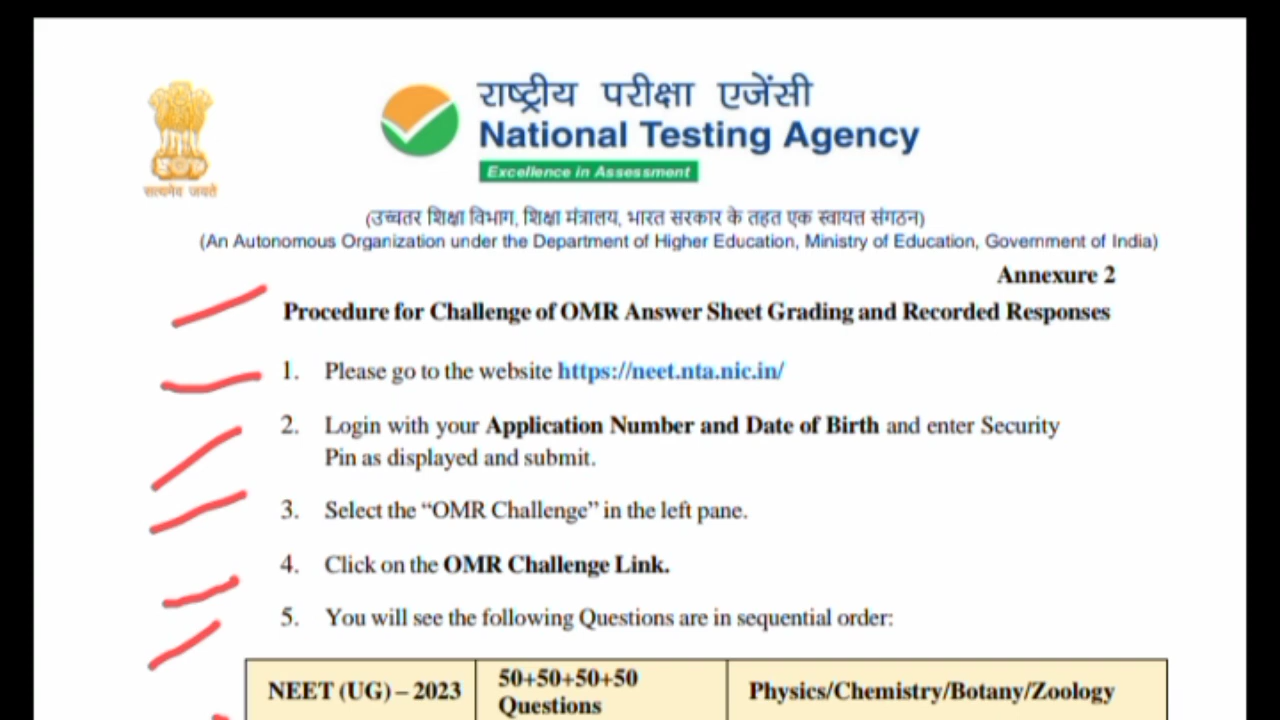 राष्ट्रीय परीक्षा एजेंसी
National Testing Agency
Excellence in Assessment
सत्यमेव जयते
(उच्चतर शिक्षा विभाग, शिक्षा मंत्रालय, भारत सरकार के तहत एक स्वायत्त संगठन)
(An Autonomous Organization under the Department of Higher Education, Ministry of Education, Government of India)
Annexure 2
Procedure for Challenge of OMR Answer Sheet Grading and Recorded Responses
1. Please go to the website https://neet.nta.nic.in/
2. Login with your Application Number and Date of Birth and enter Security
Pin as displayed and submit.
3. Select the “OMR Challenge” in the left pane.
4. Click on the OMR Challenge Link.
5. You will see the following Questions are in sequential order:
NEET (UG) – 2023 50+50+50+50 Physics/Chemistry/Botany/Zoology
Questions